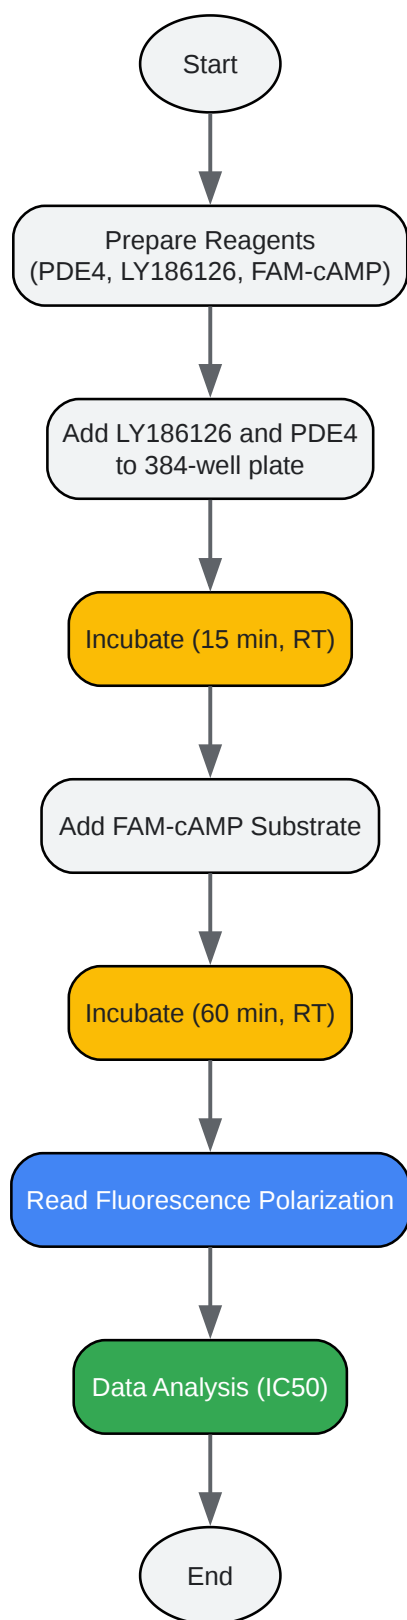 Start
Prepare Reagents
(PDE4, LY186126, FAM-cAMP)
Add LY186126 and PDE4
to 384-well plate
Incubate (15 min, RT)
Add FAM-cAMP Substrate
Incubate (60 min, RT)
Read Fluorescence Polarization
Data Analysis (IC50)
End